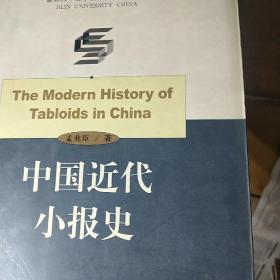 JILIN UNIVERSITY · CHINA
The Modern History of
Tabloids in China
孟兆臣 / 著
中国近代
小报史